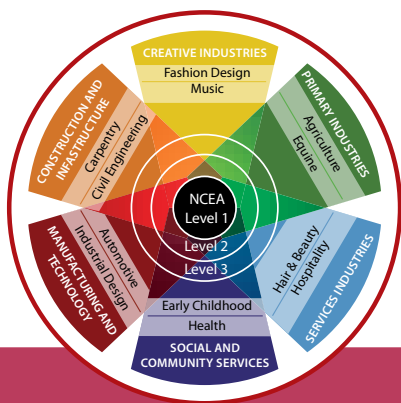 CREATIVE INDUSTRIES
Fashion Design
Music
PRIMARY INDUSTRIES
Agriculture
Equine
SERVICES INDUSTRIES
Hair & Beauty
Hospitality
SOCIAL AND
COMMUNITY SERVICES
Health
Early Childhood
MANUFACTURING AND
TECHNOLOGY
Industrial Design
Automotive
CONSTRUCTION AND
INFASTRUCTURE
Carpentry
Civil Engineering
NCEA
Level 1
Level 2
Level 3